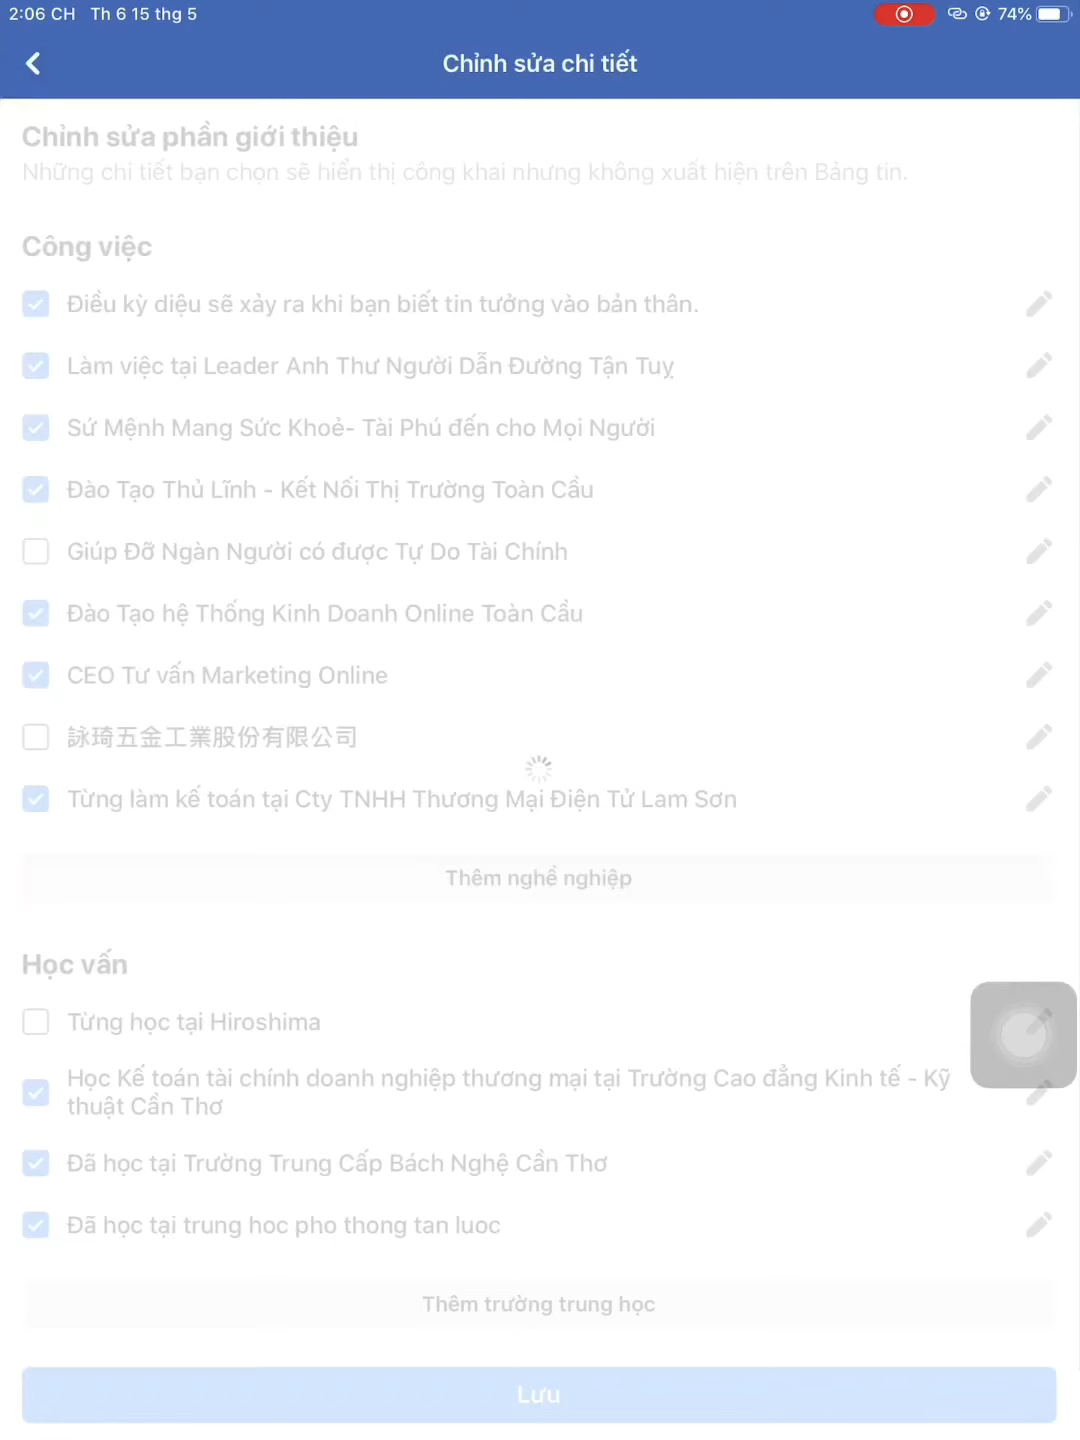 2:06 CH Th 6 15 thg 5
74%
Chỉnh sửa chi tiết
Chỉnh sửa phần giới thiệu
Những chi tiết bạn chọn sẽ hiển thị công khai nhưng không xuất hiện trên Bảng tin.
Công việc
Điều kỳ diệu sẽ xảy ra khi bạn biết tin tưởng vào bản thân.
Làm việc tại Leader Anh Thư Người Dẫn Đường Tận Tuỵ
Sứ Mệnh Mang Sức Khoẻ- Tài Phú đến cho Mọi Người
Đào Tạo Thủ Lĩnh - Kết Nối Thị Trường Toàn Cầu
Giúp Đỡ Ngàn Người có được Tự Do Tài Chính
Đào Tạo hệ Thống Kinh Doanh Online Toàn Cầu
CEO Tư vấn Marketing Online
詠琦五金工業股份有限公司
Từng làm kế toán tại Cty TNHH Thương Mại Điện Tử Lam Sơn
Thêm nghề nghiệp
Học vấn
Từng học tại Hiroshima
Học Kế toán tài chính doanh nghiệp thương mại tại Trường Cao đẳng Kinh tế - Kỹ
thuật Cần Thơ
Đã học tại Trường Trung Cấp Bách Nghệ Cần Thơ
Đã học tại trung hoc pho thong tan luoc
Thêm trường trung học
Lưu